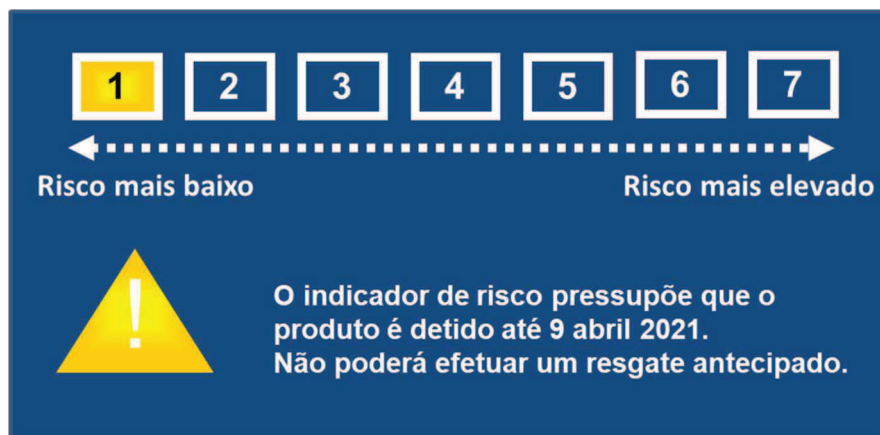 1 2 3 4 5 6 7
Risco mais baixo Risco mais elevado
!
O indicador de risco pressupõe que o
produto é detido até 9 abril 2021.
Não poderá efetuar um resgate antecipado.